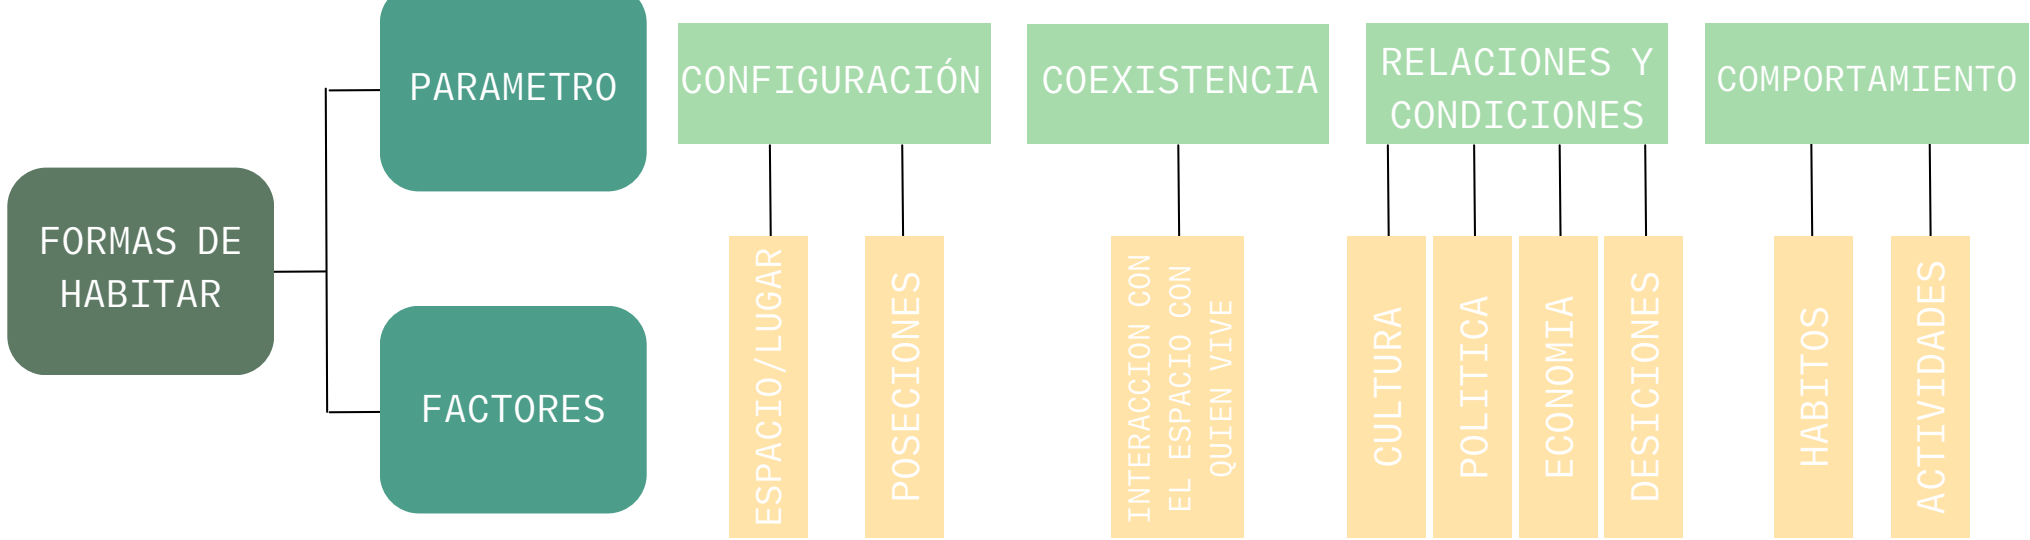 PARAMETRO
CONFIGURACIÓN
COEXISTENCIA
RELACIONES Y
CONDICIONES
COMPORTAMIENTO
FORMAS DE
HABITAR
FACTORES
ESPACIO/LUGAR
POSECIONES
INTERACCION CON
EL ESPACIO CON
QUIEN VIVE
CULTURA
POLITICA
ECONOMIA
DESICIONES
HABITOS
ACTIVIDADES